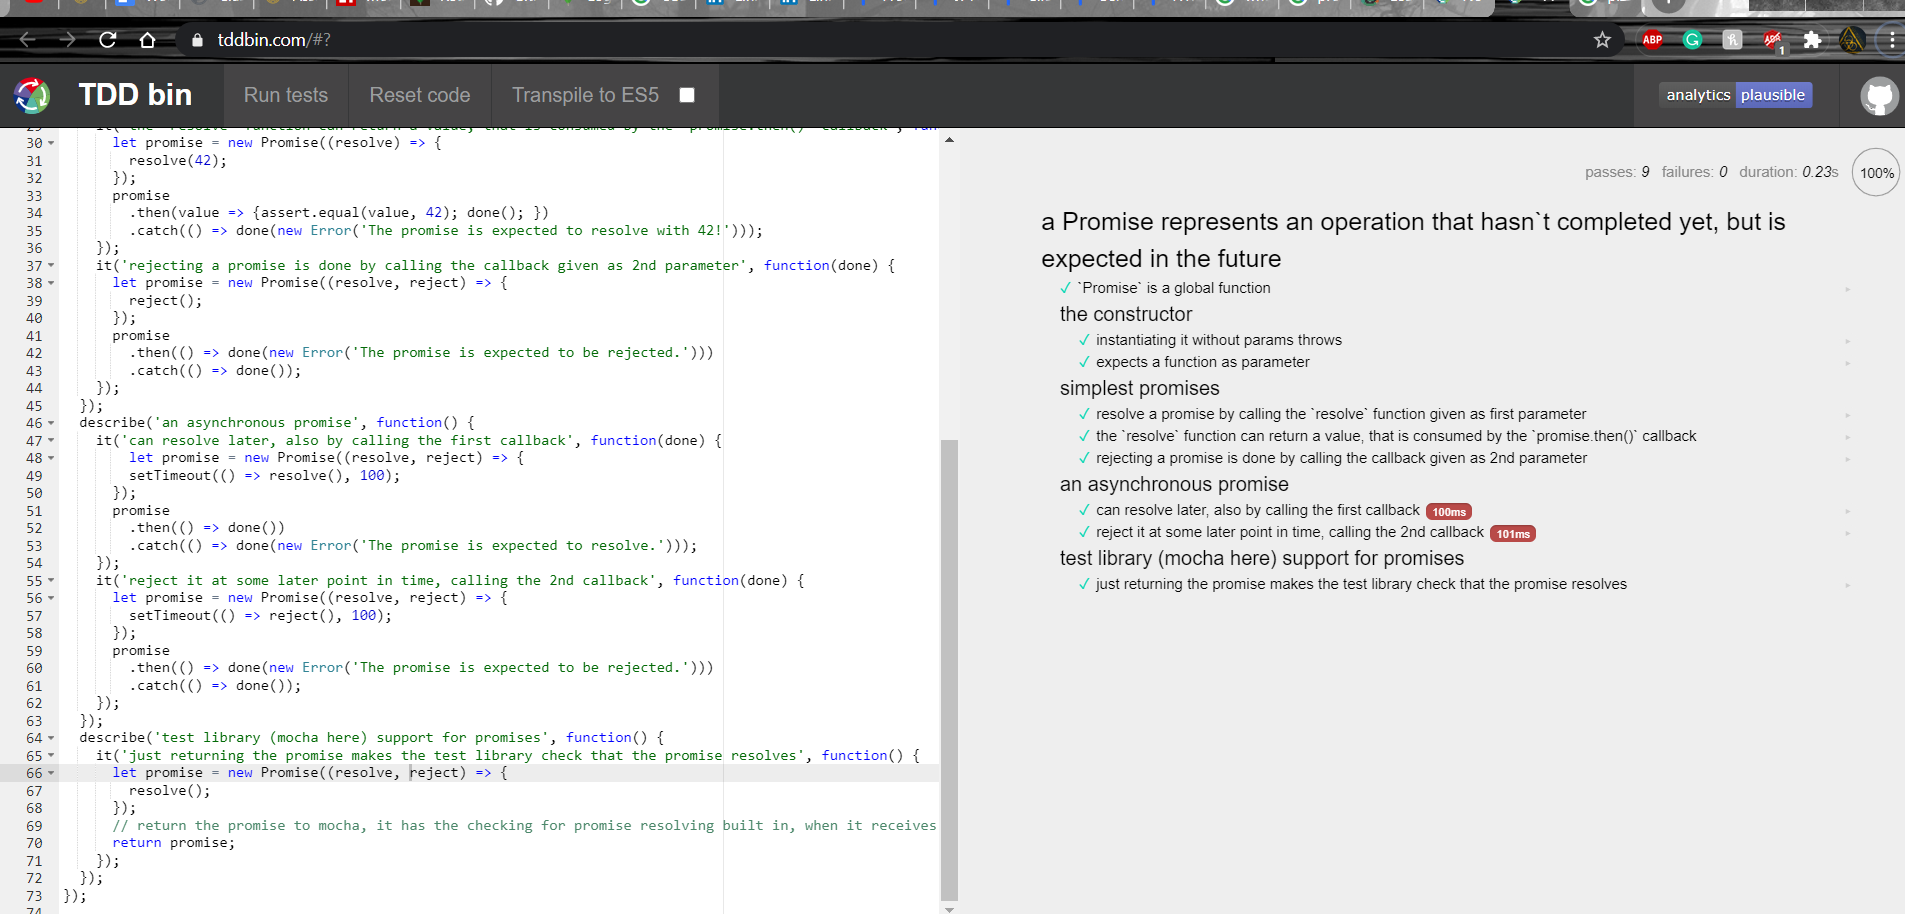 tddbin.com/#?
ABP
1
TDD bin
Run tests
Reset code
Transpile to ES5
analytics plausible
29 it('the `resolve` function can return a value, that is consumed by the `promise.then()` callback', fun
30 let promise = new Promise((resolve) => {
31 resolve(42);
32 });
33 promise
34 .then(value => {assert.equal(value, 42); done(); })
35 .catch(() => done(new Error('The promise is expected to resolve with 42!')));
36 });
37 it('rejecting a promise is done by calling the callback given as 2nd parameter', function(done) {
38 let promise = new Promise((resolve, reject) => {
39 reject();
40 });
41 promise
42 .then(() => done(new Error('The promise is expected to be rejected.')))
43 .catch(() => done());
44 });
45 });
46 describe('an asynchronous promise', function() {
47 it('can resolve later, also by calling the first callback', function(done) {
48 let promise = new Promise((resolve, reject) => {
49 setTimeout(() => resolve(), 100);
50 });
51 promise
52 .then(() => done())
53 .catch(() => done(new Error('The promise is expected to resolve.')));
54 });
55 it('reject it at some later point in time, calling the 2nd callback', function(done) {
56 let promise = new Promise((resolve, reject) => {
57 setTimeout(() => reject(), 100);
58 });
59 promise
60 .then(() => done(new Error('The promise is expected to be rejected.')))
61 .catch(() => done());
62 });
63 });
64 describe('test library (mocha here) support for promises', function() {
65 it('just returning the promise makes the test library check that the promise resolves', function() {
66 let promise = new Promise((resolve, reject) => {
67 resolve();
68 });
69 // return the promise to mocha, it has the checking for promise resolving built in, when it receives
70 return promise;
71 });
72 });
73 });
74
passes: 9 failures: 0 duration: 0.23s 100%
a Promise represents an operation that hasn`t completed yet, but is
expected in the future
✓ `Promise` is a global function
the constructor
✓ instantiating it without params throws
✓ expects a function as parameter
simplest promises
✓ resolve a promise by calling the `resolve` function given as first parameter
✓ the `resolve` function can return a value, that is consumed by the `promise.then()` callback
✓ rejecting a promise is done by calling the callback given as 2nd parameter
an asynchronous promise
✓ can resolve later, also by calling the first callback 100ms
✓ reject it at some later point in time, calling the 2nd callback 101ms
test library (mocha here) support for promises
✓ just returning the promise makes the test library check that the promise resolves